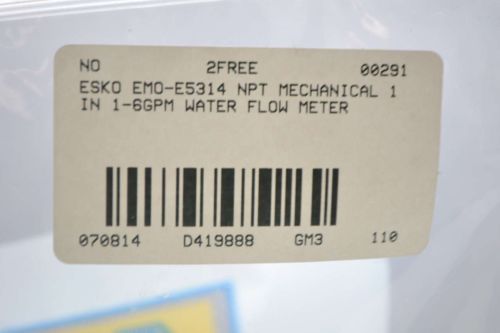 NO 2FREE 00291
ESKO EMO-E5314 NPT MECHANICAL 1
IN 1-6GPM WATER FLOW METER
070814 D419888 GM3 110